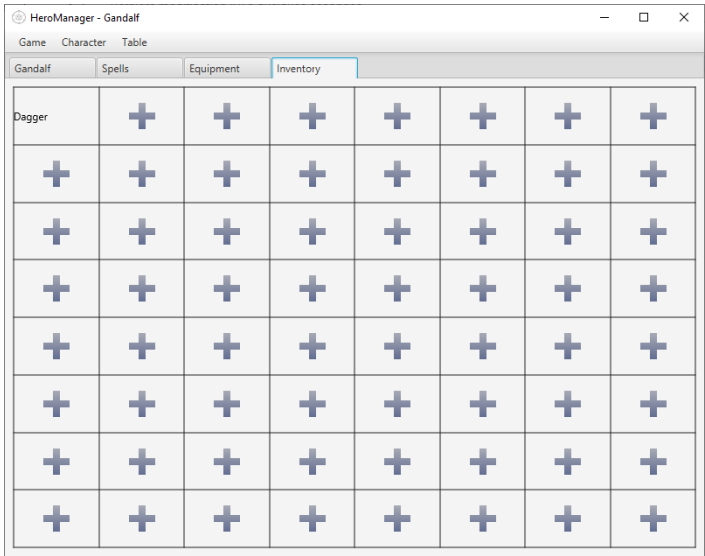 HeroManager - Gandalf
Game Character Table
Gandalf Spells Equipment Inventory
Dagger